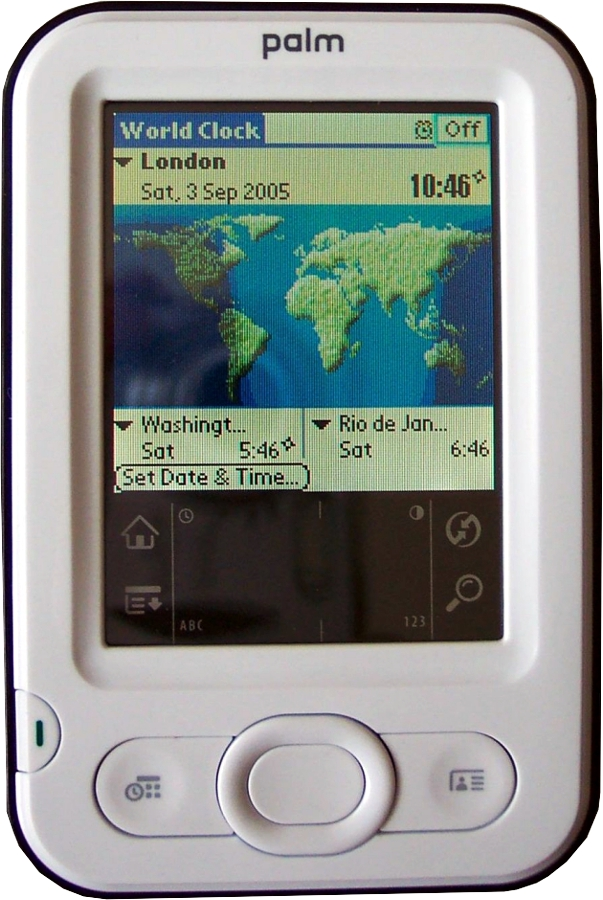 palm
World Clock Off
London
Sat, 3 Sep 2005 10:46
Washingt... Rio de Jan...
Sat 5:46 Sat 6:46
Set Date & Time...
ABC 123